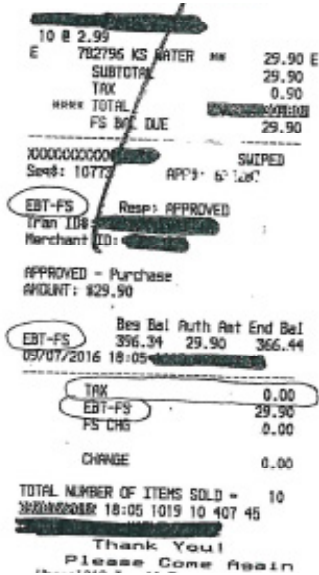 10 @ 2.99
E 782796 KS WATER ** 29.90 E
SUBTOTAL 29.90
TAX 0.90
**** TOTAL
FS BAL DUE 29.90
XXXXXXXXXXX SWIPED
Seq#: 10773 APP#:
EBT-FS Resp: APPROVED
Tran ID#:
Merchant ID:
APPROVED - Purchase
AMOUNT: $29.90
Beg Bal Auth Amt End Bal
EBT-FS 396.34 29.90 366.44
09/07/2016 18:05
TAX 0.00
EBT-FS 29.90
FS CHG 0.00
CHANGE 0.00
TOTAL NUMBER OF ITEMS SOLD = 10
18:05 1019 10 407 45
Thank You!
Please Come Again